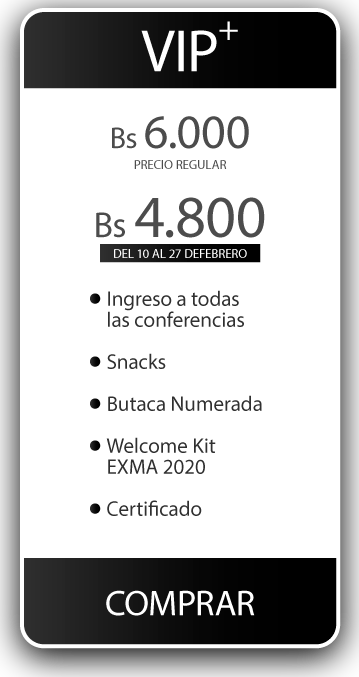 VIP+
Bs 6.000
PRECIO REGULAR
Bs 4.800
DEL 10 AL 27 DEFEBRERO
• Ingreso a todas
las conferencias
• Snacks
• Butaca Numerada
• Welcome Kit
EXMA 2020
• Certificado
COMPRAR